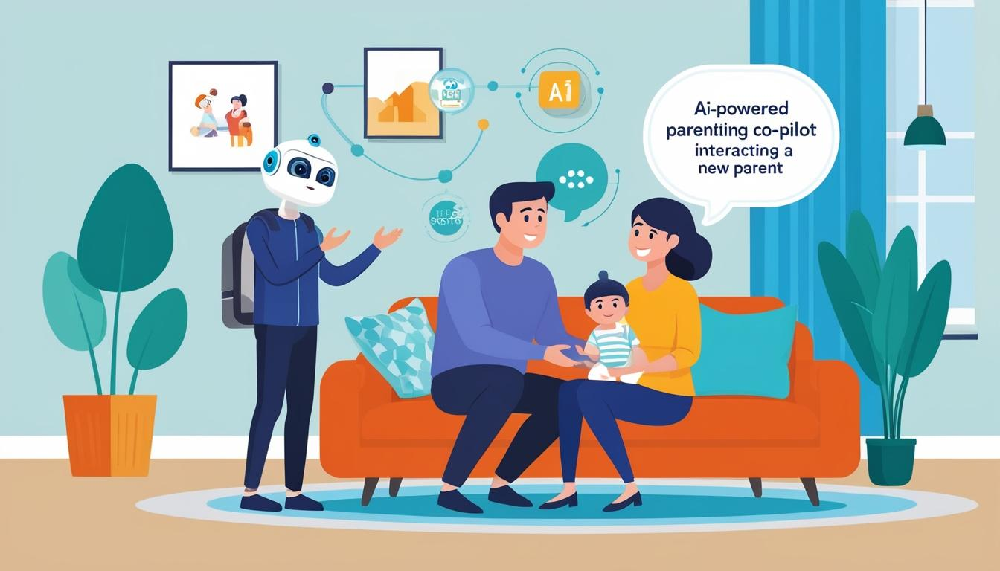 Ai
Ai-powered
parentiing co-pilot
interacting a
new parent